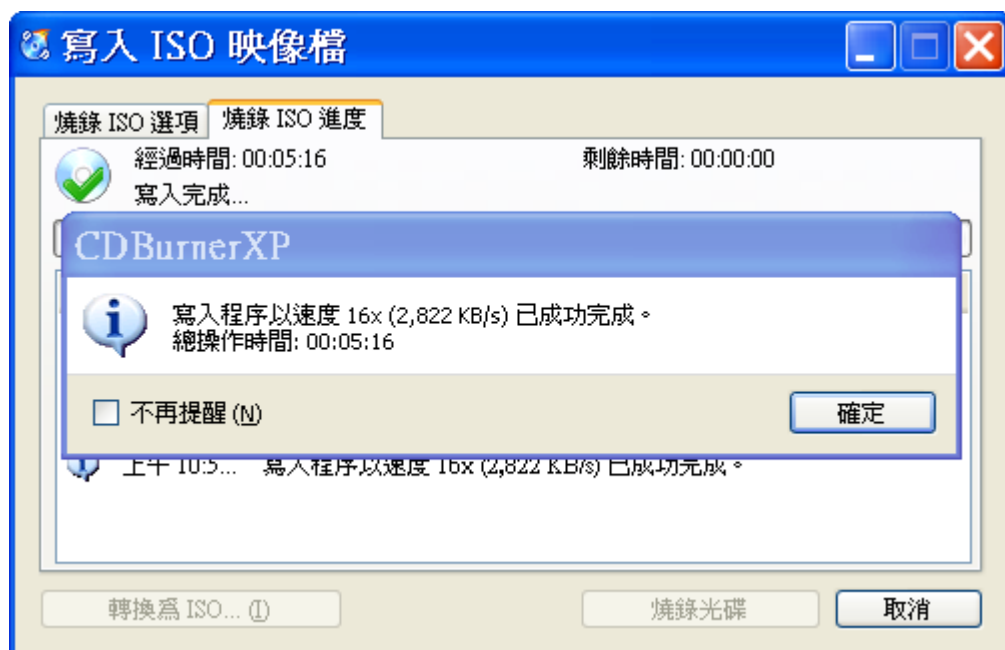 寫入 ISO 映像檔
燒錄 ISO 選項 燒錄 ISO 進度
經過時間: 00:05:16 剩餘時間: 00:00:00
寫入完成...
CDBurnerXP
寫入程序以速度 16x (2,822 KB/s) 已成功完成。
總操作時間: 00:05:16
不再提醒 (N) 確定
上午 10:5... 寫入程序以速度 16x (2,822 KB/s) 已成功完成。
轉換爲 ISO... (I) 燒錄光碟 取消